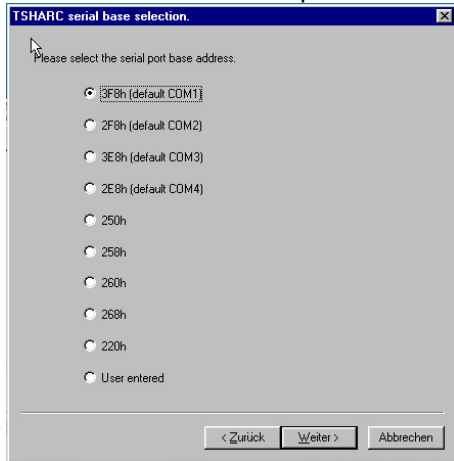 TSHARC serial base selection.
Please select the serial port base address.
3F8h (default COM1)
2F8h (default COM2)
3E8h (default COM3)
2E8h (default COM4)
250h
258h
260h
268h
220h
User entered
< Zurück Weiter > Abbrechen